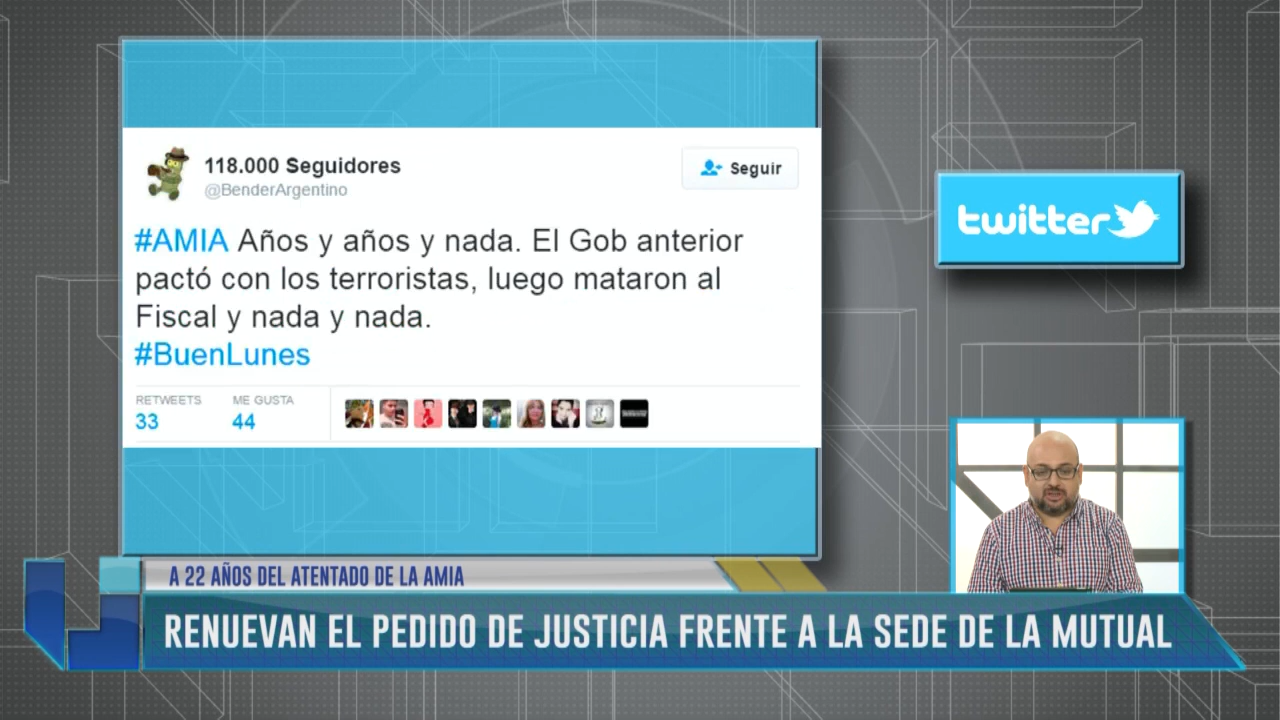 118.000 Seguidores
@BenderArgentino
Seguir
#AMIA Años y años y nada. El Gob anterior
pactó con los terroristas, luego mataron al
Fiscal y nada y nada.
#BuenLunes
RETWEETS
33
ME GUSTA
44
twitter
A 22 AÑOS DEL ATENTADO DE LA AMIA
RENUEVAN EL PEDIDO DE JUSTICIA FRENTE A LA SEDE DE LA MUTUAL